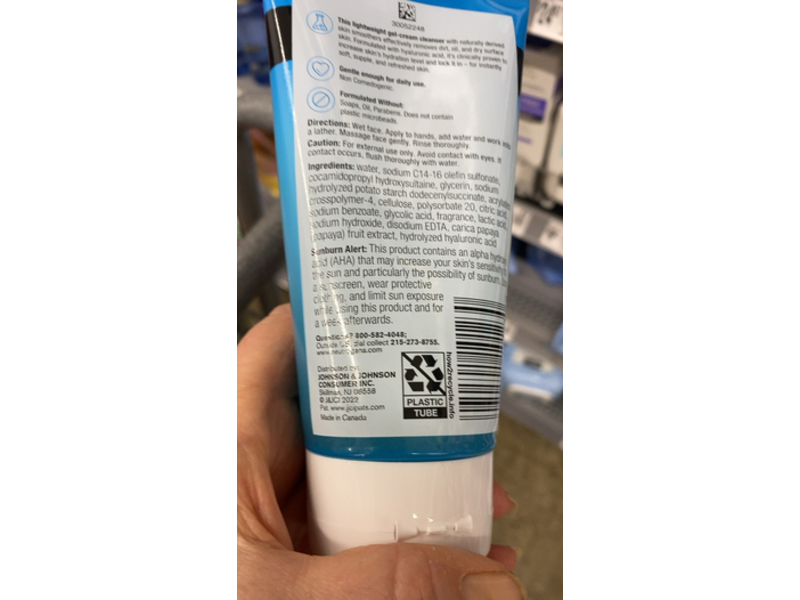 30052248
This lightweight gel-cream cleanser with naturally derived
skin smoothers effectively removes dirt, oil, and dry surface
skin. Formulated with hyaluronic acid, it's clinically proven to
increase skin's hydration level and lock it in – for instantly
soft, supple, and refreshed skin.
Gentle enough for daily use.
Non Comedogenic.
Formulated Without:
Soaps, Oil, Parabens. Does not contain
plastic microbeads.
Directions: Wet face. Apply to hands, add water and work into
a lather. Massage face gently. Rinse thoroughly.
Caution: For external use only. Avoid contact with eyes. If
contact occurs, flush thoroughly with water.
Ingredients: water, sodium C14-16 olefin sulfonate,
cocamidopropyl hydroxysultaine, glycerin, sodium
hydrolyzed potato starch dodecenylsuccinate, acrylates
crosspolymer-4, cellulose, polysorbate 20, citric acid,
sodium benzoate, glycolic acid, fragrance, lactic acid,
sodium hydroxide, disodium EDTA, carica papaya
(papaya) fruit extract, hydrolyzed hyaluronic acid
Sunburn Alert: This product contains an alpha hydroxy
acid (AHA) that may increase your skin's sensitivity
the sun and particularly the possibility of sunburn.
a sunscreen, wear protective
clothing, and limit sun exposure
while using this product and for
a week afterwards.
Questions? 800-582-4048;
Outside US, dial collect 215-273-8755.
www.neutrogena.com
Distributed by:
JOHNSON & JOHNSON
CONSUMER INC.
Skillman, NJ 08558
© J&JCI 2022
Pat. www.jjcipats.com
Made in Canada
PLASTIC
TUBE
how2recycle.info